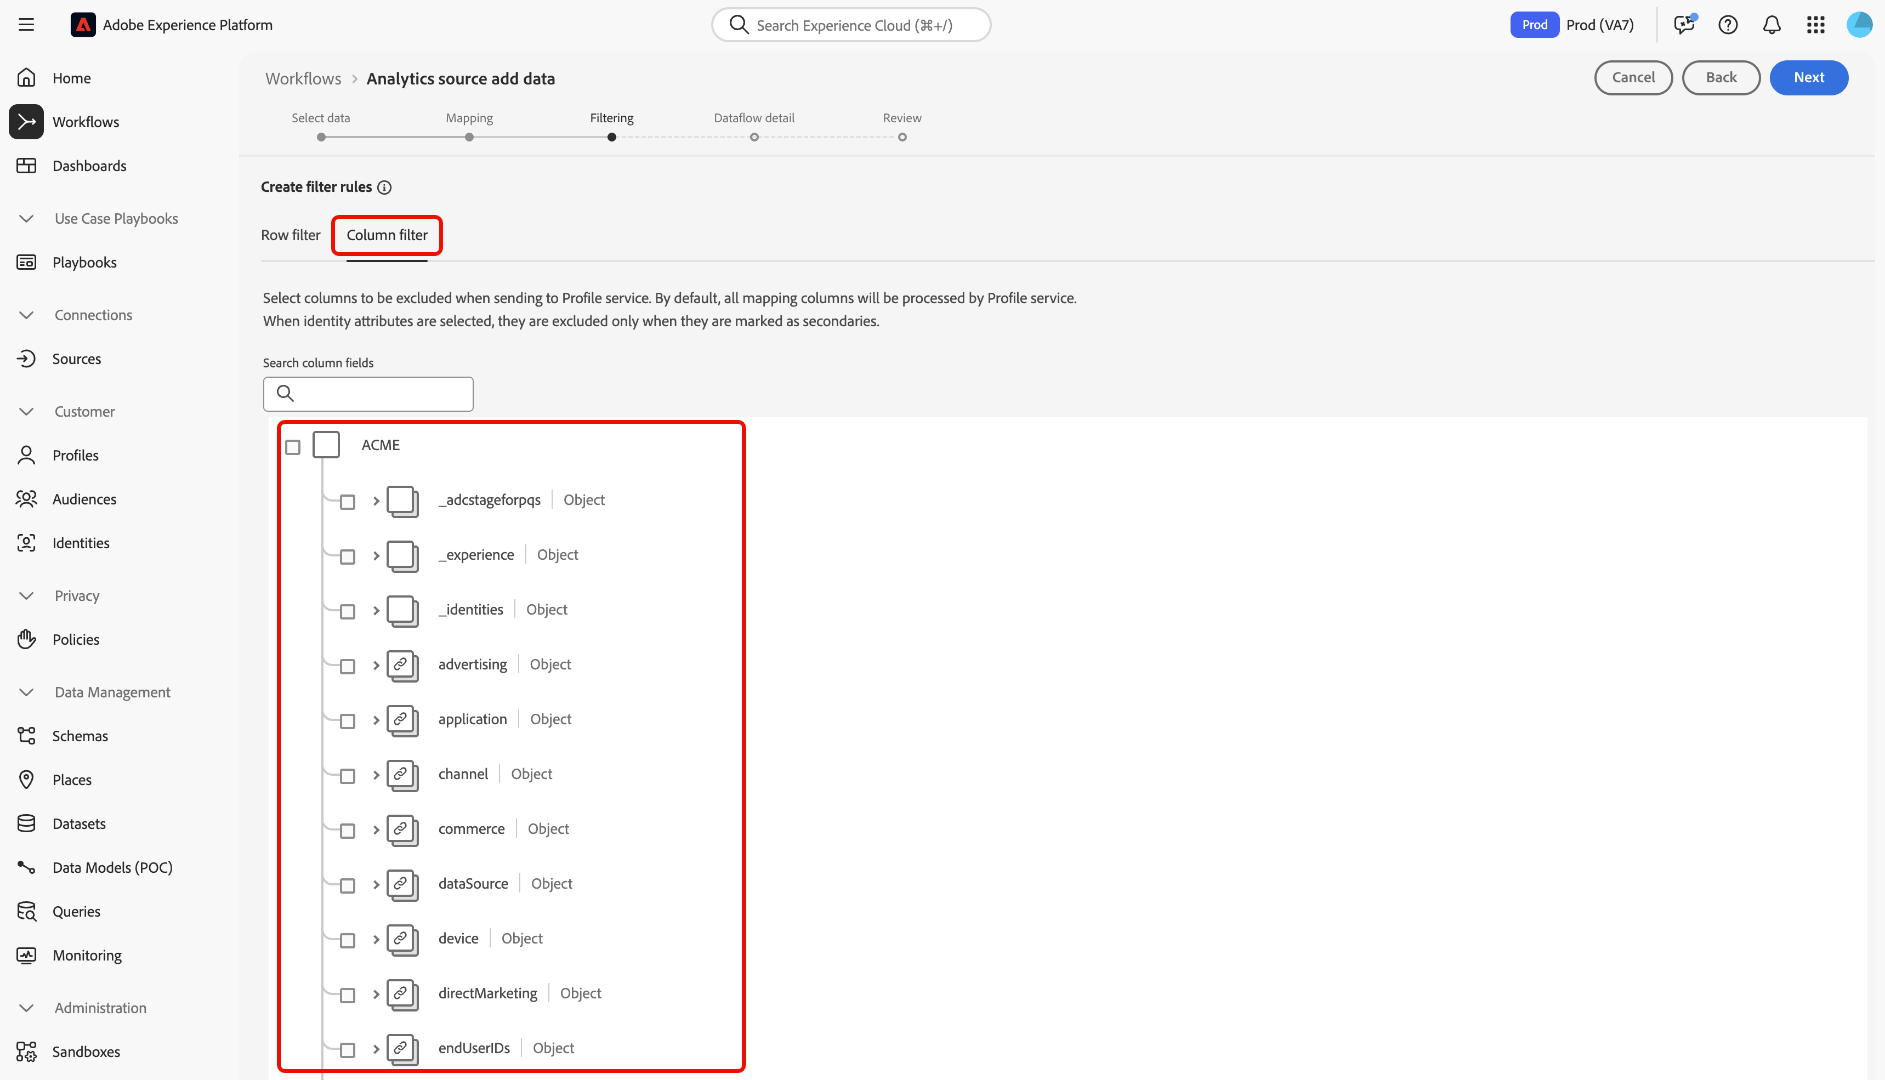 Adobe Experience Platform
Search Experience Cloud (⌘+/)
Prod
Prod (VA7)
Home
Workflows
Dashboards
Use Case Playbooks
Playbooks
Connections
Sources
Customer
Profiles
Audiences
Identities
Privacy
Policies
Data Management
Schemas
Places
Datasets
Data Models (POC)
Queries
Monitoring
Administration
Sandboxes
Workflows > Analytics source add data
Cancel
Back
Next
Select data
Mapping
Filtering
Dataflow detail
Review
Create filter rules
Row filter
Column filter
Select columns to be excluded when sending to Profile service. By default, all mapping columns will be processed by Profile service.
When identity attributes are selected, they are excluded only when they are marked as secondaries.
Search column fields
ACME
_adcstageforpqs | Object
_experience | Object
_identities | Object
advertising | Object
application | Object
channel | Object
commerce | Object
dataSource | Object
device | Object
directMarketing | Object
endUserIDs | Object